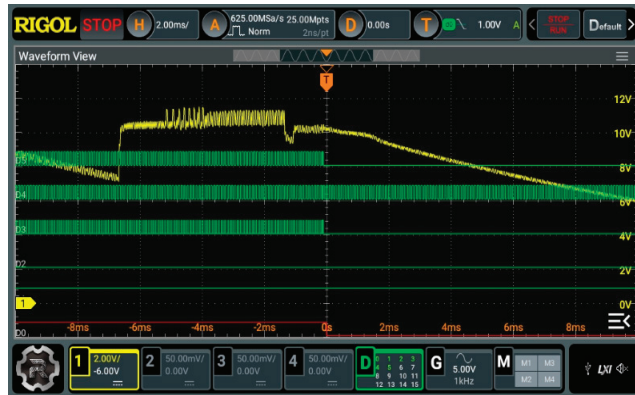 RIGOL STOP H 2.00ms/ A 625.00MSa/s 25.00Mpts D 0.00s T 1.00V A STOP Default
Norm 2ns/pt RUN
Waveform View
T
12V
10V
D5 8V
D4 6V
D3 4V
D2 2V
1 0V
-8ms -6ms -4ms -2ms 0s 2ms 4ms 6ms 8ms
D0
1 2.00V/ 2 50.00mV/ 3 50.00mV/ 4 50.00mV/ D 0 1 2 3 G 5.00V M M1 M3
-6.00V 0.00V 0.00V 0.00V 4 5 6 7 1kHz M2 M4
8 9 10 11
12 13 14 15
LXI